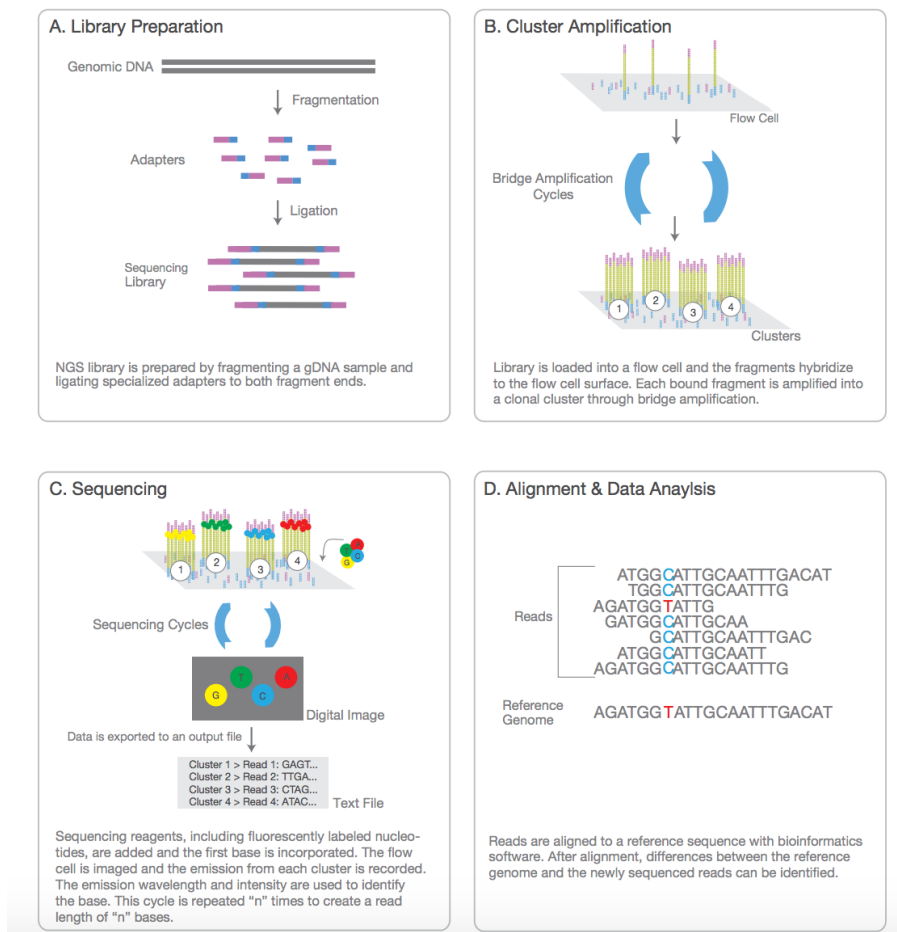 A. Library Preparation
Genomic DNA
Fragmentation
Adapters
Ligation
Sequencing
Library
NGS library is prepared by fragmenting a gDNA sample and
ligating specialized adapters to both fragment ends.
B. Cluster Amplification
Flow Cell
Bridge Amplification
Cycles
1
2
3
4
Clusters
Library is loaded into a flow cell and the fragments hybridize
to the flow cell surface. Each bound fragment is amplified into
a clonal cluster through bridge amplification.
C. Sequencing
1
2
3
4
T
A
G
C
Sequencing Cycles
T
A
G
C
Digital Image
Data is exported to an output file
Cluster 1 > Read 1: GAGT...
Cluster 2 > Read 2: TTGA...
Cluster 3 > Read 3: CTAG...
Cluster 4 > Read 4: ATAC...
Text File
Sequencing reagents, including fluorescently labeled nucleo-
tides, are added and the first base is incorporated. The flow
cell is imaged and the emission from each cluster is recorded.
The emission wavelength and intensity are used to identify
the base. This cycle is repeated “n” times to create a read
length of “n” bases.
D. Alignment & Data Anaylsis
Reads
ATGGCATTGCAATTTGACAT
TGGCATTGCAATTTG
AGATGGTATTG
GATGGCATTGCAA
GCATTGCAATTTGAC
ATGGCATTGCAATT
AGATGGCATTGCAATTTG
Reference
Genome
AGATGGTATTGCAATTTGACAT
Reads are aligned to a reference sequence with bioinformatics
software. After alignment, differences between the reference
genome and the newly sequenced reads can be identified.